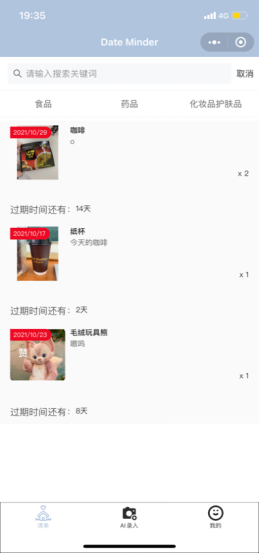 19:35
4G
Date Minder
请输入搜索关键词 取消
食品 药品 化妆品护肤品
2021/10/29 咖啡
o
x 2
过期时间还有: 14天
2021/10/17 纸杯
今天的咖啡
x 1
过期时间还有: 2天
2021/10/23 毛绒玩具熊
嗷呜
x 1
过期时间还有: 8天
AI录入 我的